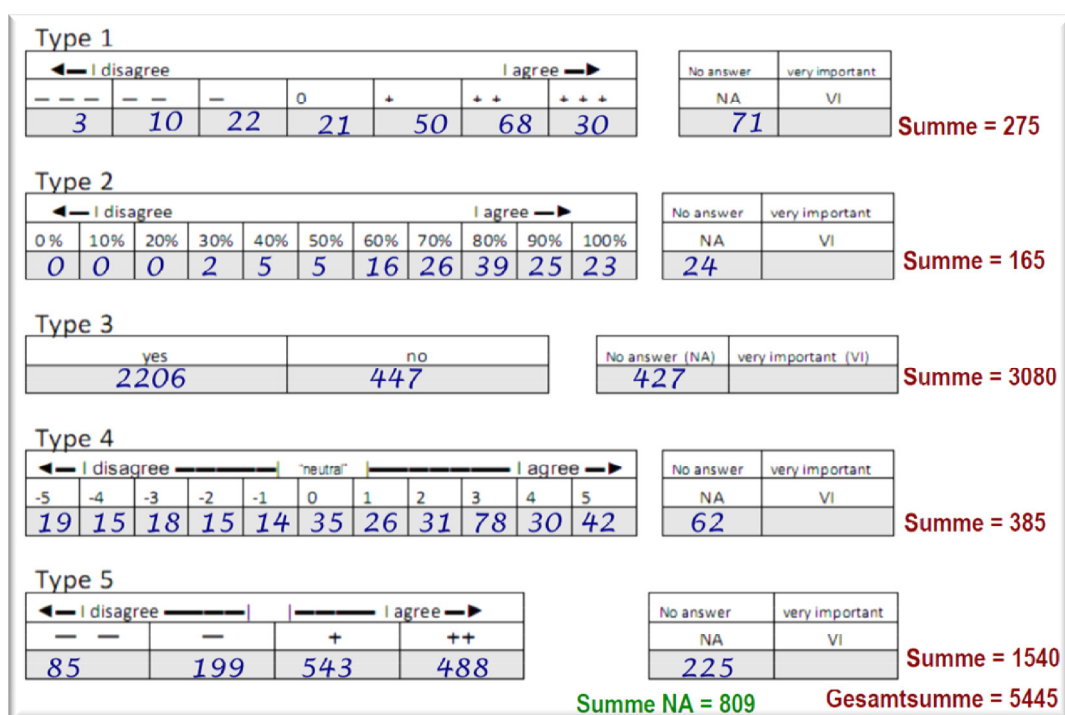 Type 1
◄— I disagree I agree —► No answer very important
— — — — — — 0 + + + + + + NA VI
3 10 22 21 50 68 30 71 Summe = 275
Type 2
◄— I disagree I agree —► No answer very important
0% 10% 20% 30% 40% 50% 60% 70% 80% 90% 100% NA VI
0 0 0 2 5 5 16 26 39 25 23 24 Summe = 165
Type 3
yes no No answer (NA) very important (VI)
2206 447 427 Summe = 3080
Type 4
◄— I disagree —————| "neutral" |————— I agree —► No answer very important
-5 -4 -3 -2 -1 0 1 2 3 4 5 NA VI
19 15 18 15 14 35 26 31 78 30 42 62 Summe = 385
Type 5
◄— I disagree ————| |———— I agree —► No answer very important
— — — + ++ NA VI
85 199 543 488 225 Summe = 1540
Summe NA = 809 Gesamtsumme = 5445